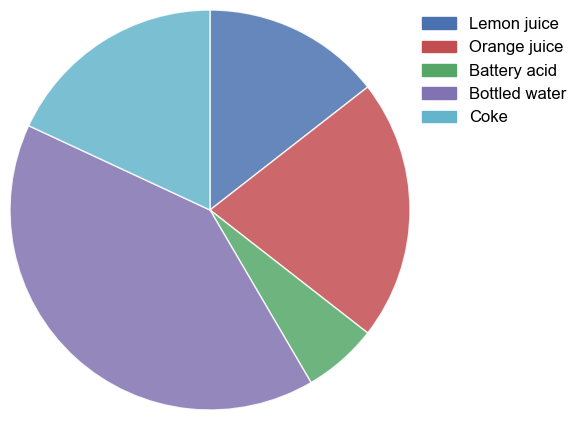 Lemon juice
Orange juice
Battery acid
Bottled water
Coke